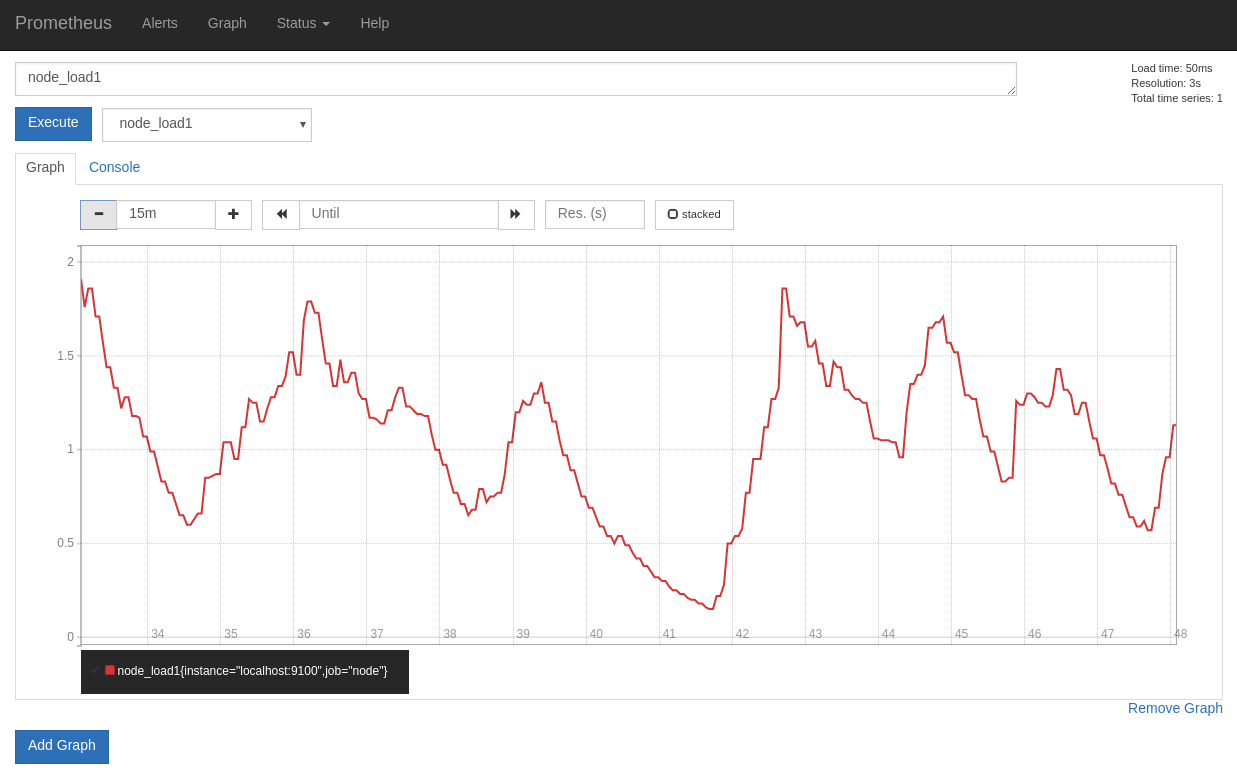 Prometheus Alerts Graph Status Help
node_load1
Load time: 50ms
Resolution: 3s
Total time series: 1
Execute node_load1
Graph Console
15m Until Res. (s) stacked
2
1.5
1
0.5
0
34 35 36 37 38 39 40 41 42 43 44 45 46 47 48
node_load1{instance="localhost:9100",job="node"}
Remove Graph
Add Graph